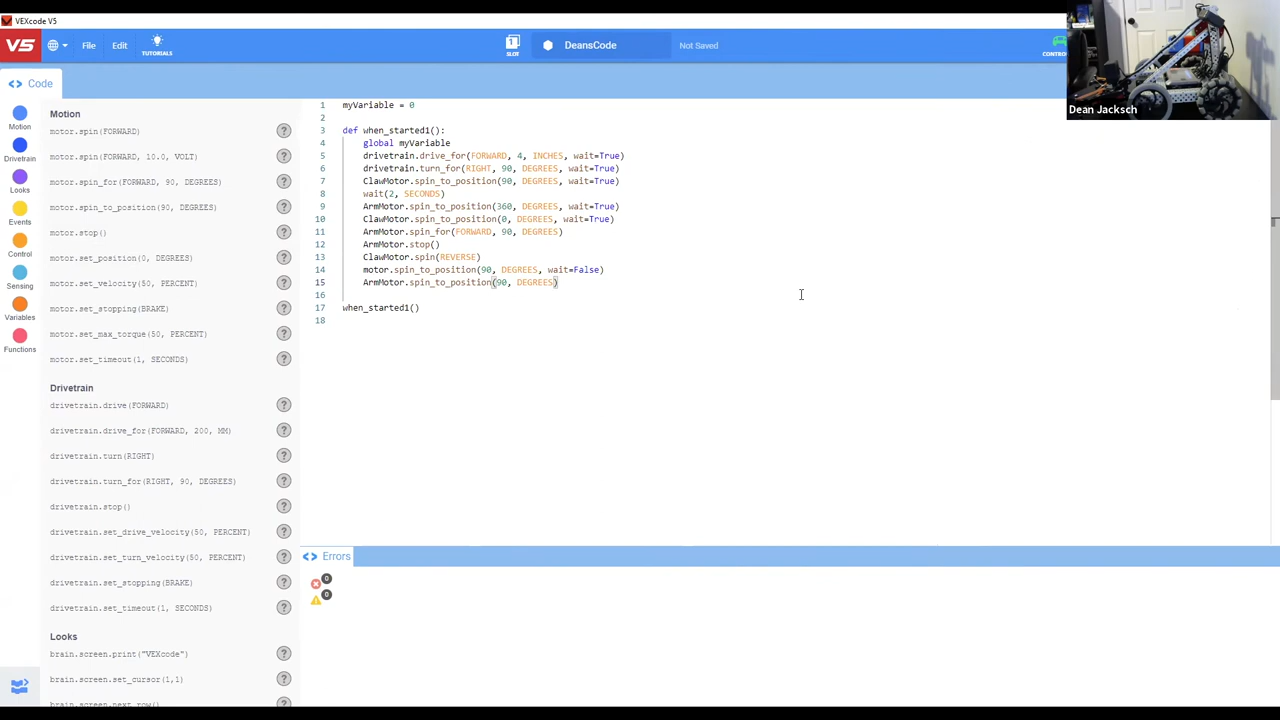 VEXcode V5
V5
File
Edit
TUTORIALS
1
SLOT
DeansCode
Not Saved
Dean Jacksch
<> Code
Motion
Drivetrain
Looks
Events
Control
Sensing
Variables
Functions
Motion
motor.spin(FORWARD) ?
motor.spin(FORWARD, 10.0, VOLT) ?
motor.spin_for(FORWARD, 90, DEGREES) ?
motor.spin_to_position(90, DEGREES) ?
motor.stop() ?
motor.set_position(0, DEGREES) ?
motor.set_velocity(50, PERCENT) ?
motor.set_stopping(BRAKE) ?
motor.set_max_torque(50, PERCENT) ?
motor.set_timeout(1, SECONDS) ?
Drivetrain
drivetrain.drive(FORWARD) ?
drivetrain.drive_for(FORWARD, 200, MM) ?
drivetrain.turn(RIGHT) ?
drivetrain.turn_for(RIGHT, 90, DEGREES) ?
drivetrain.stop() ?
drivetrain.set_drive_velocity(50, PERCENT) ?
drivetrain.set_turn_velocity(50, PERCENT) ?
drivetrain.set_stopping(BRAKE) ?
drivetrain.set_timeout(1, SECONDS) ?
Looks
brain.screen.print("VEXcode") ?
brain.screen.set_cursor(1,1) ?
brain.screen.next_row() ?
1 myVariable = 0
2
3 def when_started1():
4 global myVariable
5 drivetrain.drive_for(FORWARD, 4, INCHES, wait=True)
6 drivetrain.turn_for(RIGHT, 90, DEGREES, wait=True)
7 ClawMotor.spin_to_position(90, DEGREES, wait=True)
8 wait(2, SECONDS)
9 ArmMotor.spin_to_position(360, DEGREES, wait=True)
10 ClawMotor.spin_to_position(0, DEGREES, wait=True)
11 ArmMotor.spin_for(FORWARD, 90, DEGREES)
12 ArmMotor.stop()
13 ClawMotor.spin(REVERSE)
14 motor.spin_to_position(90, DEGREES, wait=False)
15 ArmMotor.spin_to_position(90, DEGREES)
16
17 when_started1()
18
<> Errors
0
0